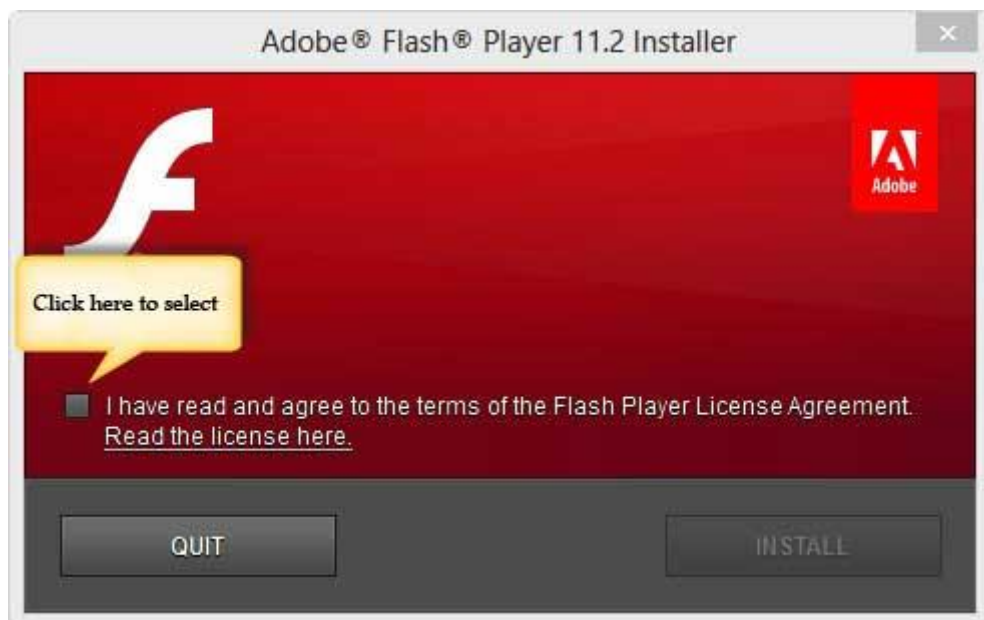 Adobe® Flash® Player 11.2 Installer
Adobe
Click here to select
I have read and agree to the terms of the Flash Player License Agreement.
Read the license here.
QUIT
INSTALL